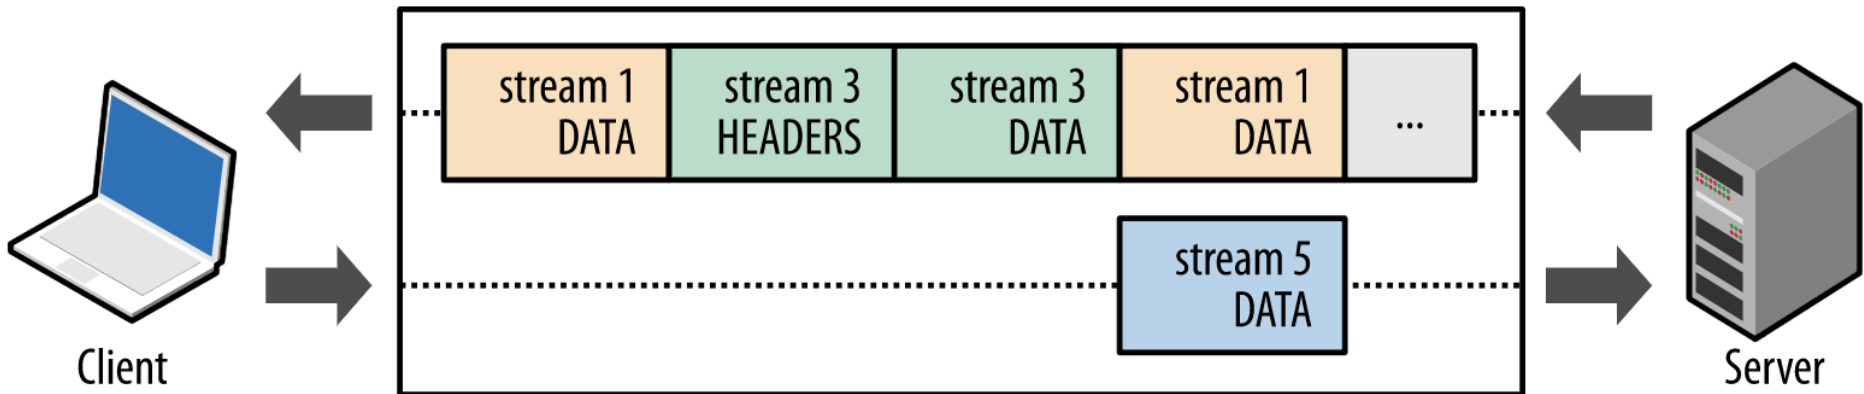 stream 1
DATA
stream 3
HEADERS
stream 3
DATA
stream 1
DATA
...
stream 5
DATA
Client
Server